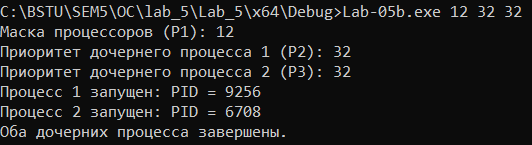 C:\BSTU\SEM5\OC\lab_5\Lab_5\x64\Debug>Lab-05b.exe 12 32 32
Маска процессоров (P1): 12
Приоритет дочернего процесса 1 (P2): 32
Приоритет дочернего процесса 2 (P3): 32
Процесс 1 запущен: PID = 9256
Процесс 2 запущен: PID = 6708
Оба дочерних процесса завершены.